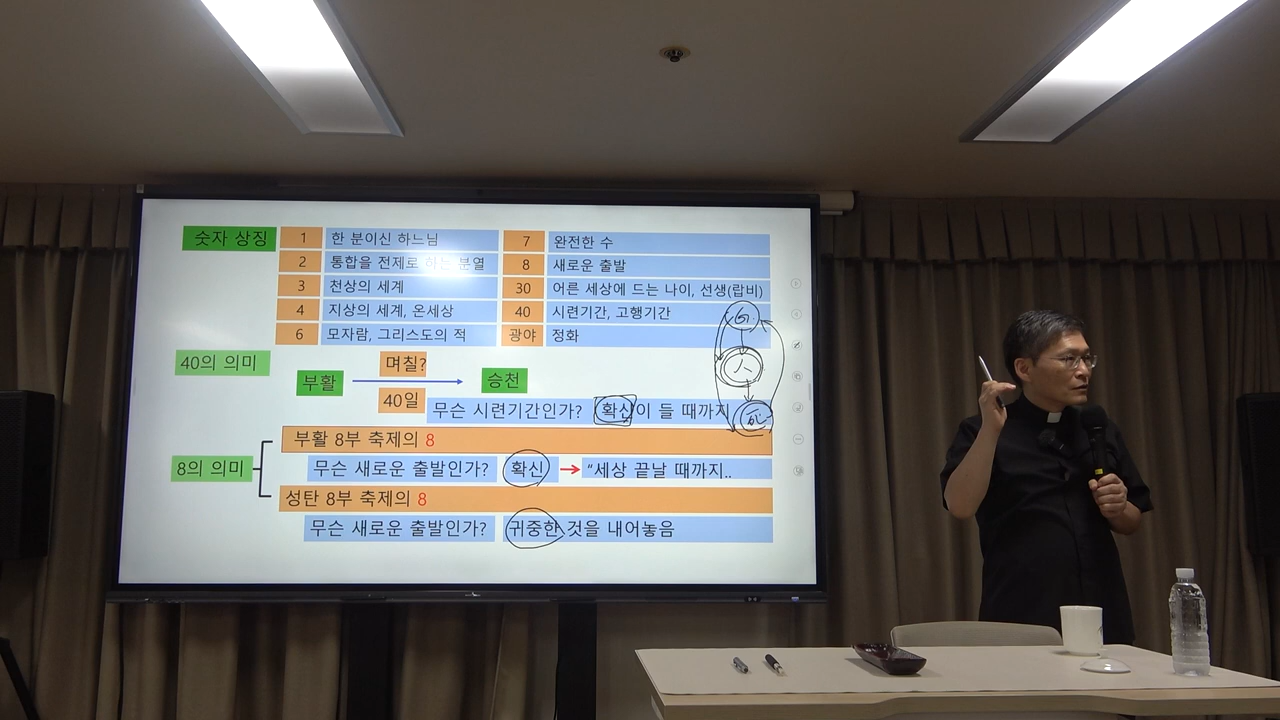 숫자 상징
1 한 분이신 하느님 7 완전한 수
2 통합을 전제로 하는 분열 8 새로운 출발
3 천상의 세계 30 어른 세상에 드는 나이, 선생(랍비)
4 지상의 세계, 온세상 40 시련기간, 고행기간
6 모자람, 그리스도의 적 광야 정화
40의 의미
며칠?
부활 승천
40일
무슨 시련기간인가? 확신이 들 때까지
人
死
부활 8부 축제의 8
8의 의미
무슨 새로운 출발인가? 확신 → “세상 끝날 때까지..
성탄 8부 축제의 8
무슨 새로운 출발인가? 귀중한 것을 내어놓음